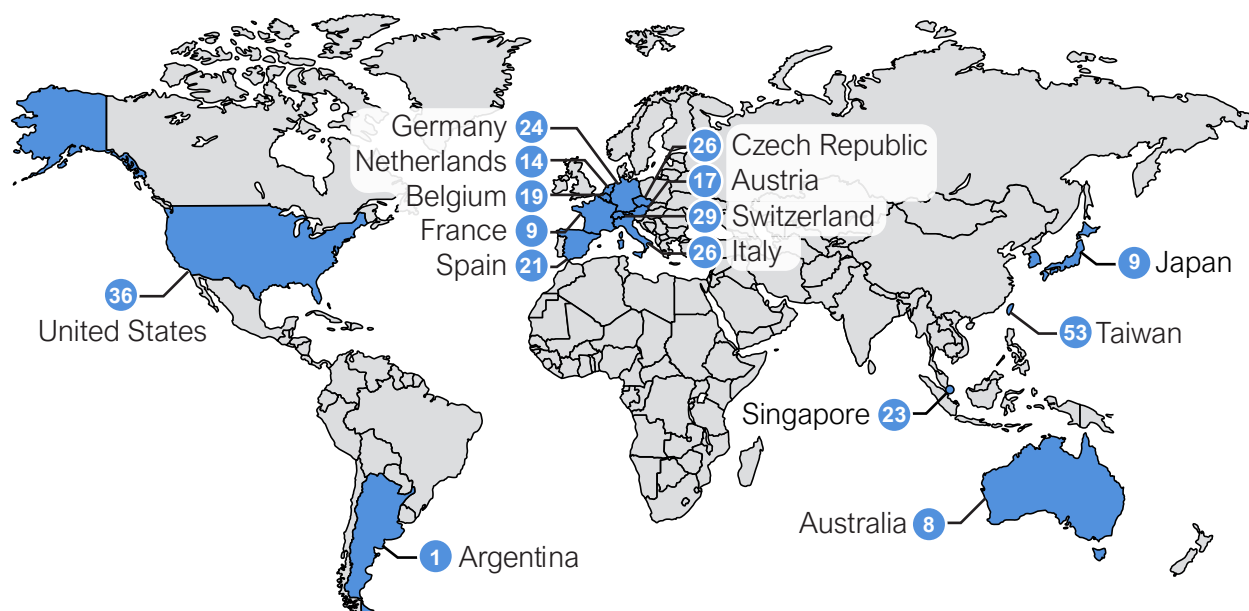 Germany 24
Netherlands 14
Belgium 19
France 9
Spain 21
26 Czech Republic
17 Austria
29 Switzerland
26 Italy
36
United States
9 Japan
53 Taiwan
Singapore 23
Australia 8
1 Argentina